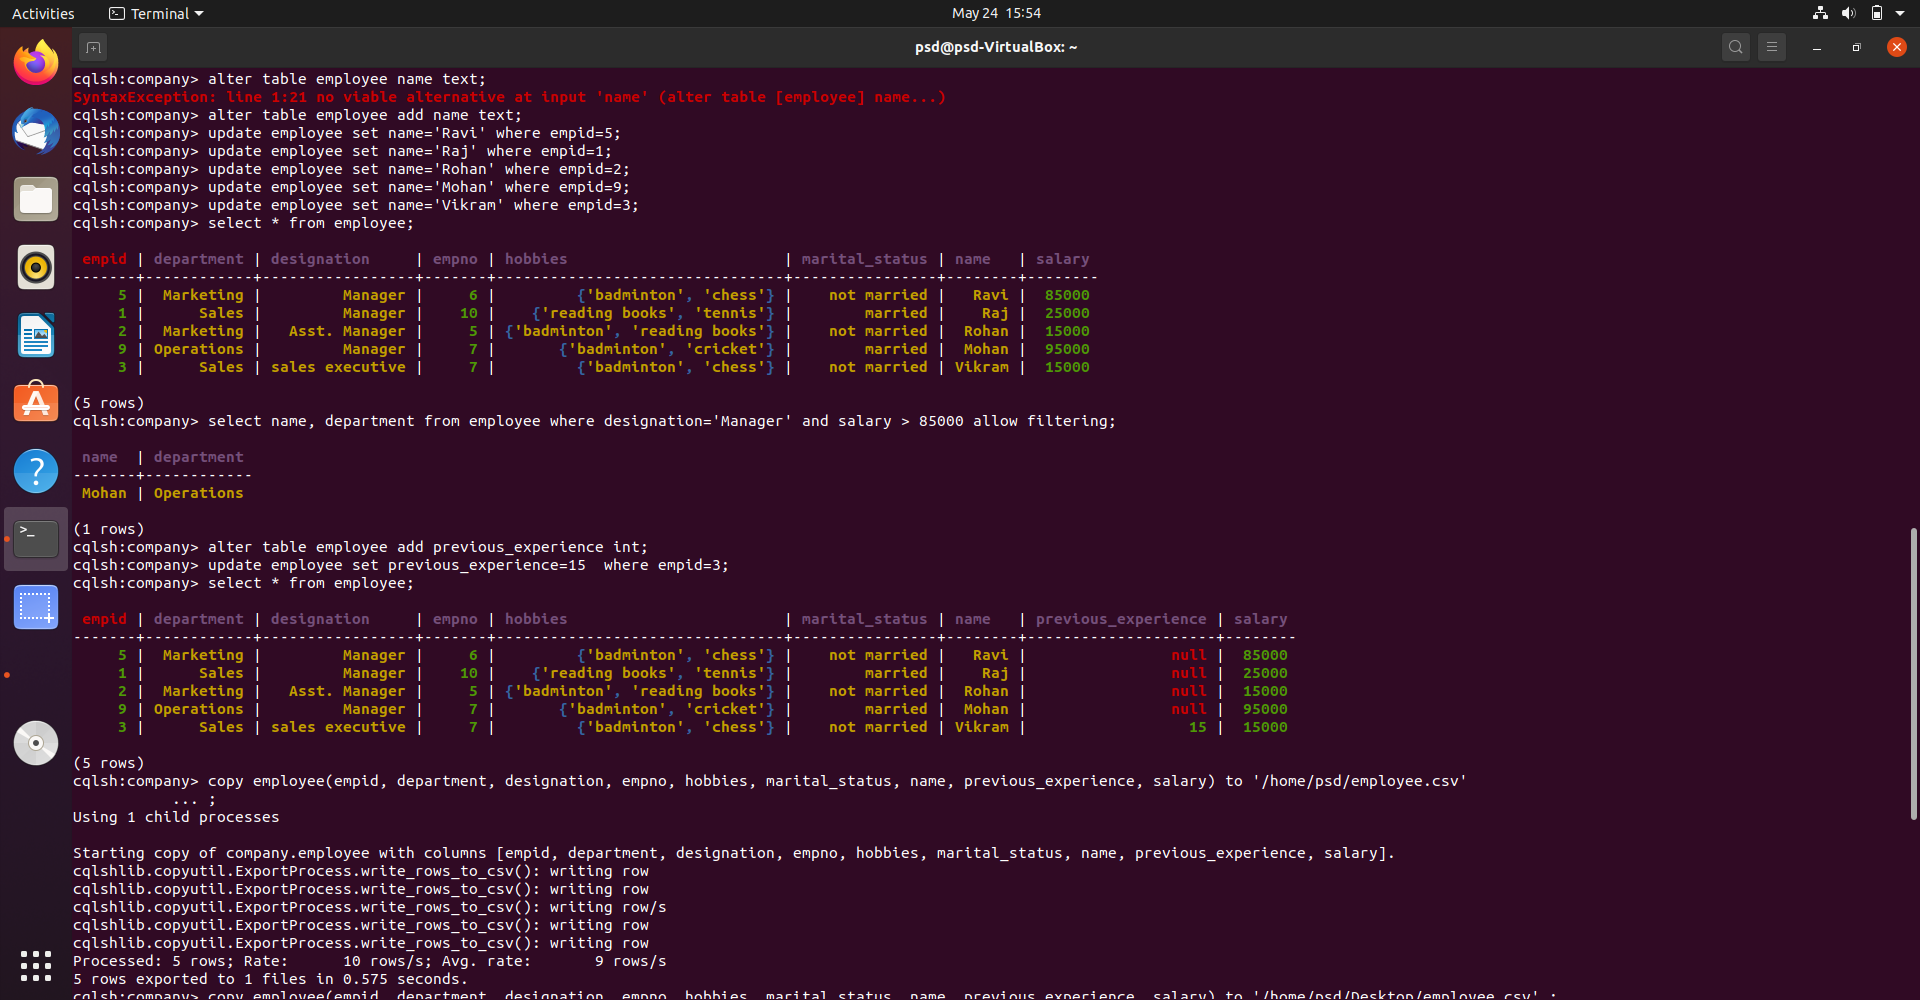 Activities
Terminal
May 24 15:54
psd@psd-VirtualBox: ~
cqlsh:company> alter table employee name text;
SyntaxException: line 1:21 no viable alternative at input 'name' (alter table [employee] name...)
cqlsh:company> alter table employee add name text;
cqlsh:company> update employee set name='Ravi' where empid=5;
cqlsh:company> update employee set name='Raj' where empid=1;
cqlsh:company> update employee set name='Rohan' where empid=2;
cqlsh:company> update employee set name='Mohan' where empid=9;
cqlsh:company> update employee set name='Vikram' where empid=3;
cqlsh:company> select * from employee;
 empid | department | designation     | empno | hobbies                        | marital_status | name   | salary
-------+------------+-----------------+-------+--------------------------------+----------------+--------+--------
     5 |  Marketing |         Manager |     6 |         {'badminton', 'chess'} |    not married |   Ravi |  85000
     1 |      Sales |         Manager |    10 |    {'reading books', 'tennis'} |        married |    Raj |  25000
     2 |  Marketing |   Asst. Manager |     5 | {'badminton', 'reading books'} |    not married |  Rohan |  15000
     9 | Operations |         Manager |     7 |       {'badminton', 'cricket'} |        married |  Mohan |  95000
     3 |      Sales | sales executive |     7 |         {'badminton', 'chess'} |    not married | Vikram |  15000
(5 rows)
cqlsh:company> select name, department from employee where designation='Manager' and salary > 85000 allow filtering;
 name  | department
-------+------------
 Mohan | Operations
(1 rows)
cqlsh:company> alter table employee add previous_experience int;
cqlsh:company> update employee set previous_experience=15  where empid=3;
cqlsh:company> select * from employee;
 empid | department | designation     | empno | hobbies                        | marital_status | name   | previous_experience | salary
-------+------------+-----------------+-------+--------------------------------+----------------+--------+---------------------+--------
     5 |  Marketing |         Manager |     6 |         {'badminton', 'chess'} |    not married |   Ravi |                null |  85000
     1 |      Sales |         Manager |    10 |    {'reading books', 'tennis'} |        married |    Raj |                null |  25000
     2 |  Marketing |   Asst. Manager |     5 | {'badminton', 'reading books'} |    not married |  Rohan |                null |  15000
     9 | Operations |         Manager |     7 |       {'badminton', 'cricket'} |        married |  Mohan |                null |  95000
     3 |      Sales | sales executive |     7 |         {'badminton', 'chess'} |    not married | Vikram |                  15 |  15000
(5 rows)
cqlsh:company> copy employee(empid, department, designation, empno, hobbies, marital_status, name, previous_experience, salary) to '/home/psd/employee.csv'
           ... ;
Using 1 child processes
Starting copy of company.employee with columns [empid, department, designation, empno, hobbies, marital_status, name, previous_experience, salary].
cqlshlib.copyutil.ExportProcess.write_rows_to_csv(): writing row
cqlshlib.copyutil.ExportProcess.write_rows_to_csv(): writing row
cqlshlib.copyutil.ExportProcess.write_rows_to_csv(): writing row/s
cqlshlib.copyutil.ExportProcess.write_rows_to_csv(): writing row
cqlshlib.copyutil.ExportProcess.write_rows_to_csv(): writing row
Processed: 5 rows; Rate:      10 rows/s; Avg. rate:       9 rows/s
5 rows exported to 1 files in 0.575 seconds.
cqlsh:company> copy employee(empid, department, designation, empno, hobbies, marital_status, name, previous_experience, salary) to '/home/psd/Desktop/employee.csv' ;